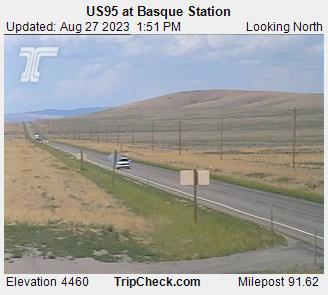 US95 at Basque Station
Updated: Aug 27 2023 1:51 PM Looking North
Elevation 4460 TripCheck.com Milepost 91.62